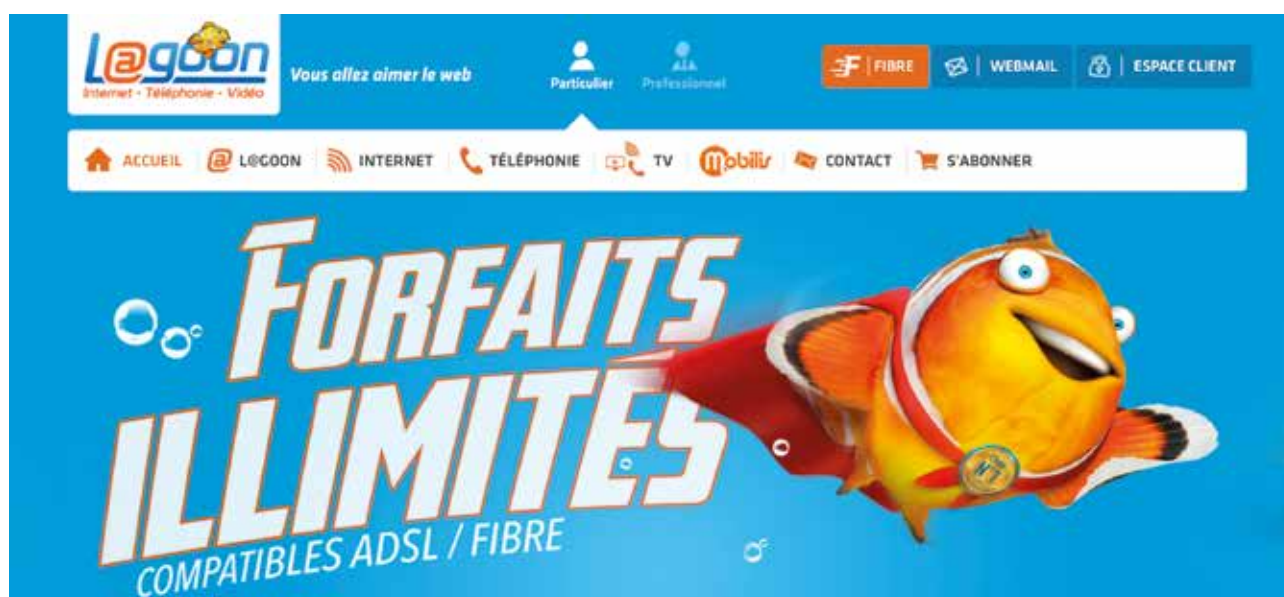 L@goon
Internet - Téléphonie - Vidéo
Vous allez aimer le web
Particulier
Professionnel
FIBRE
WEBMAIL
ESPACE CLIENT
ACCUEIL
L@GOON
INTERNET
TÉLÉPHONIE
TV
Mobilis
CONTACT
S'ABONNER
FORFAITS
ILLIMITÉS
COMPATIBLES ADSL / FIBRE